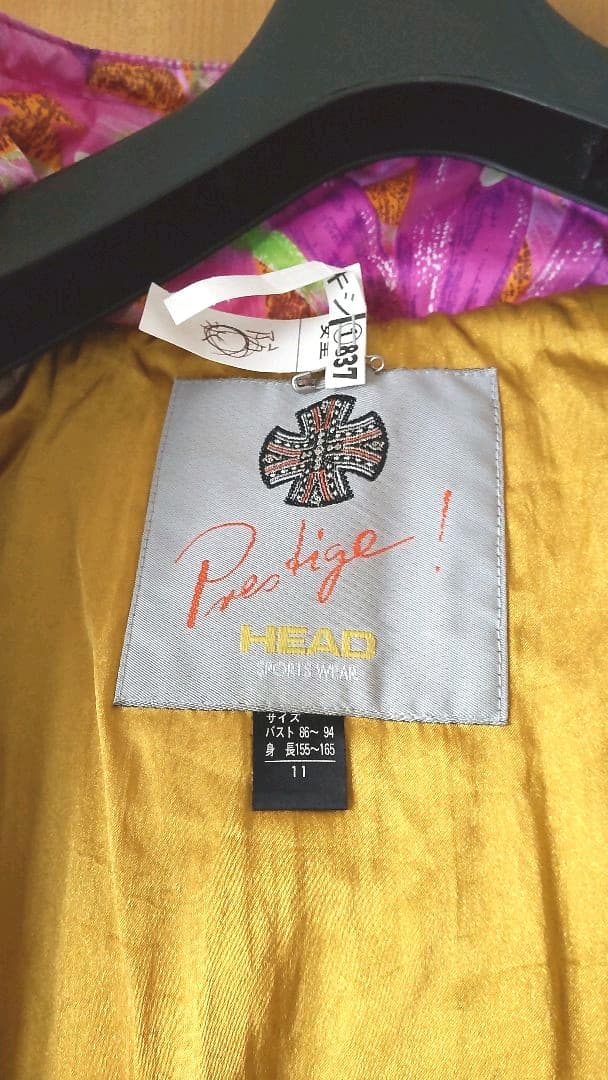 837
Prestige!
HEAD
SPORTS WEAR
サイズ
バスト 86～ 94
身 長155～165
11